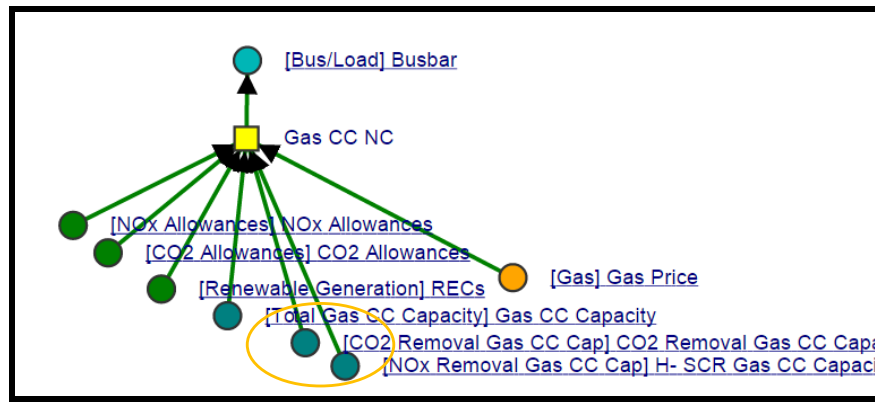 [Bus/Load] Busbar
Gas CC NC
[NOx Allowances] NOx Allowances
[CO2 Allowances] CO2 Allowances
[Gas] Gas Price
[Renewable Generation] RECs
[Total Gas CC Capacity] Gas CC Capacity
[CO2 Removal Gas CC Cap] CO2 Removal Gas CC Capa
[NOx Removal Gas CC Cap] H- SCR Gas CC Capaci